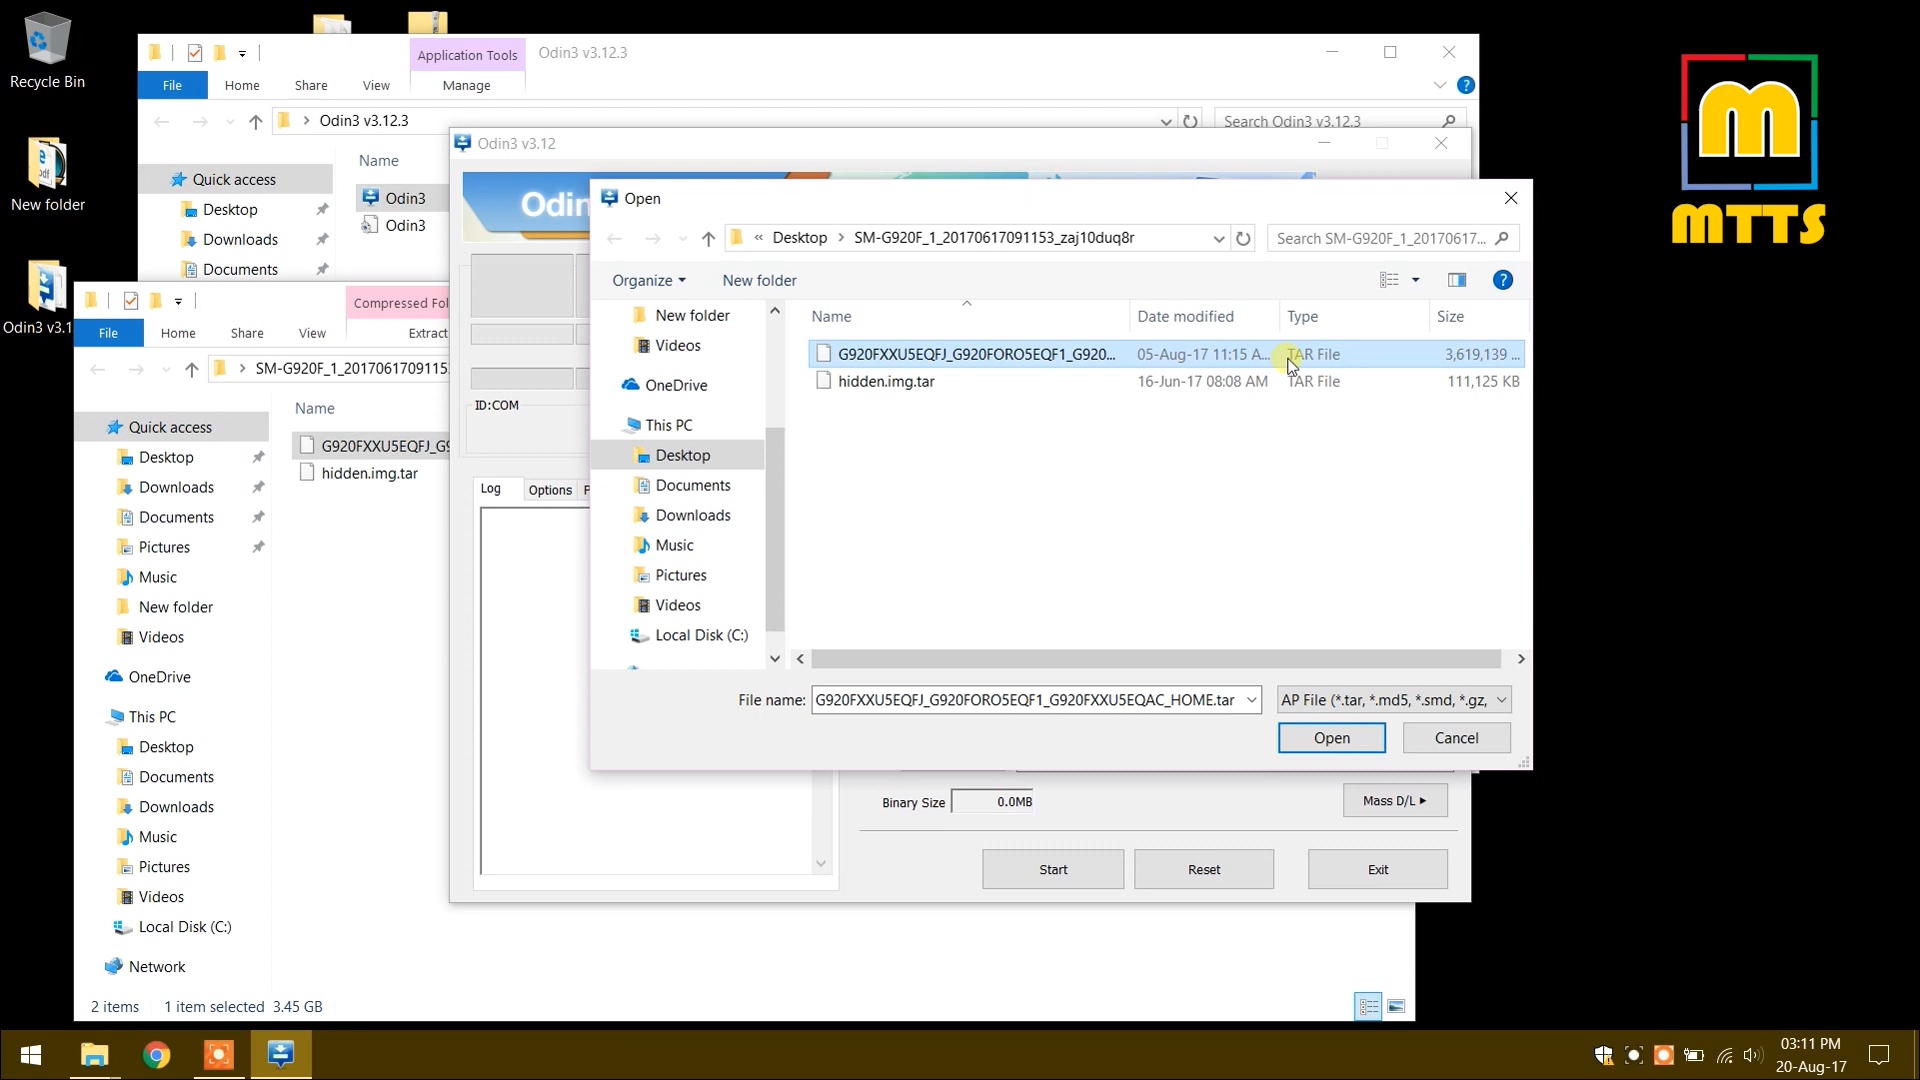 Recycle Bin
New folder
Odin3 v3.1
Application Tools
Odin3 v3.12.3
File
Home
Share
View
Manage
Odin3 v3.12.3
Search Odin3 v3.12.3
Name
Quick access
Desktop
Downloads
Documents
Odin3
Odin3
Odin3 v3.12
Odin
ID:COM
Log
Options
Binary Size
0.0MB
Mass D/L
Start
Reset
Exit
Open
« Desktop > SM-G920F_1_20170617091153_zaj10duq8r
Search SM-G920F_1_20170617...
Organize
New folder
New folder
Videos
OneDrive
This PC
Desktop
Documents
Downloads
Music
Pictures
Videos
Local Disk (C:)
Name
Date modified
Type
Size
G920FXXU5EQFJ_G920FORO5EQF1_G920... 05-Aug-17 11:15 A... TAR File 3,619,139 ...
hidden.img.tar 16-Jun-17 08:08 AM TAR File 111,125 KB
File name: G920FXXU5EQFJ_G920FORO5EQF1_G920FXXU5EQAC_HOME.tar
AP File (*.tar, *.md5, *.smd, *.gz,
Open
Cancel
Compressed Fol
File
Home
Share
View
Extract
SM-G920F_1_2017061709115
Name
G920FXXU5EQFJ_G9
hidden.img.tar
Quick access
Desktop
Downloads
Documents
Pictures
Music
New folder
Videos
OneDrive
This PC
Desktop
Downloads
Documents
Downloads
Music
Pictures
Videos
Local Disk (C:)
Network
2 items 1 item selected 3.45 GB
M
MTTS
03:11 PM
20-Aug-17